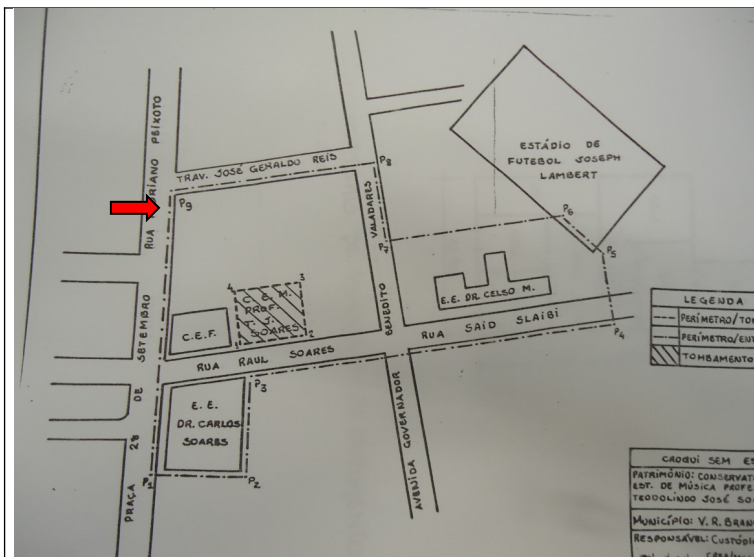 RUA
PEIXOTO
TRAV. JOSÉ GERALDO REIS
P8
P9
ESTÁDIO DE
FUTEBOL JOSEPH
LAMBERT
P6
P5
P7
P4
VALADARES
BENEDITO
AVENIDA GOVERNADOR
E.E. DR. CELSO M.
RUA SAID SLAIBI
4
3
2
C. E. M.
PROF.
T. J.
SOARES
C.E.F.
RUA RAUL SOARES
P3
E. E.
DR. CARLOS
SOARES
P1
P2
PRAÇA 28 DE SETEMBRO
LEGENDA
PERÍMETRO/TOM
PERÍMETRO/ENT
TOMBAMENTO
CROQUI SEM ES
PATRIMÔNIO: CONSERVAT
EST. DE MÚSICA PROFE
TEODOLINDO JOSÉ SO
MUNICÍPIO: V. R. BRAN
RESPONSÁVEL: CUSTÓD